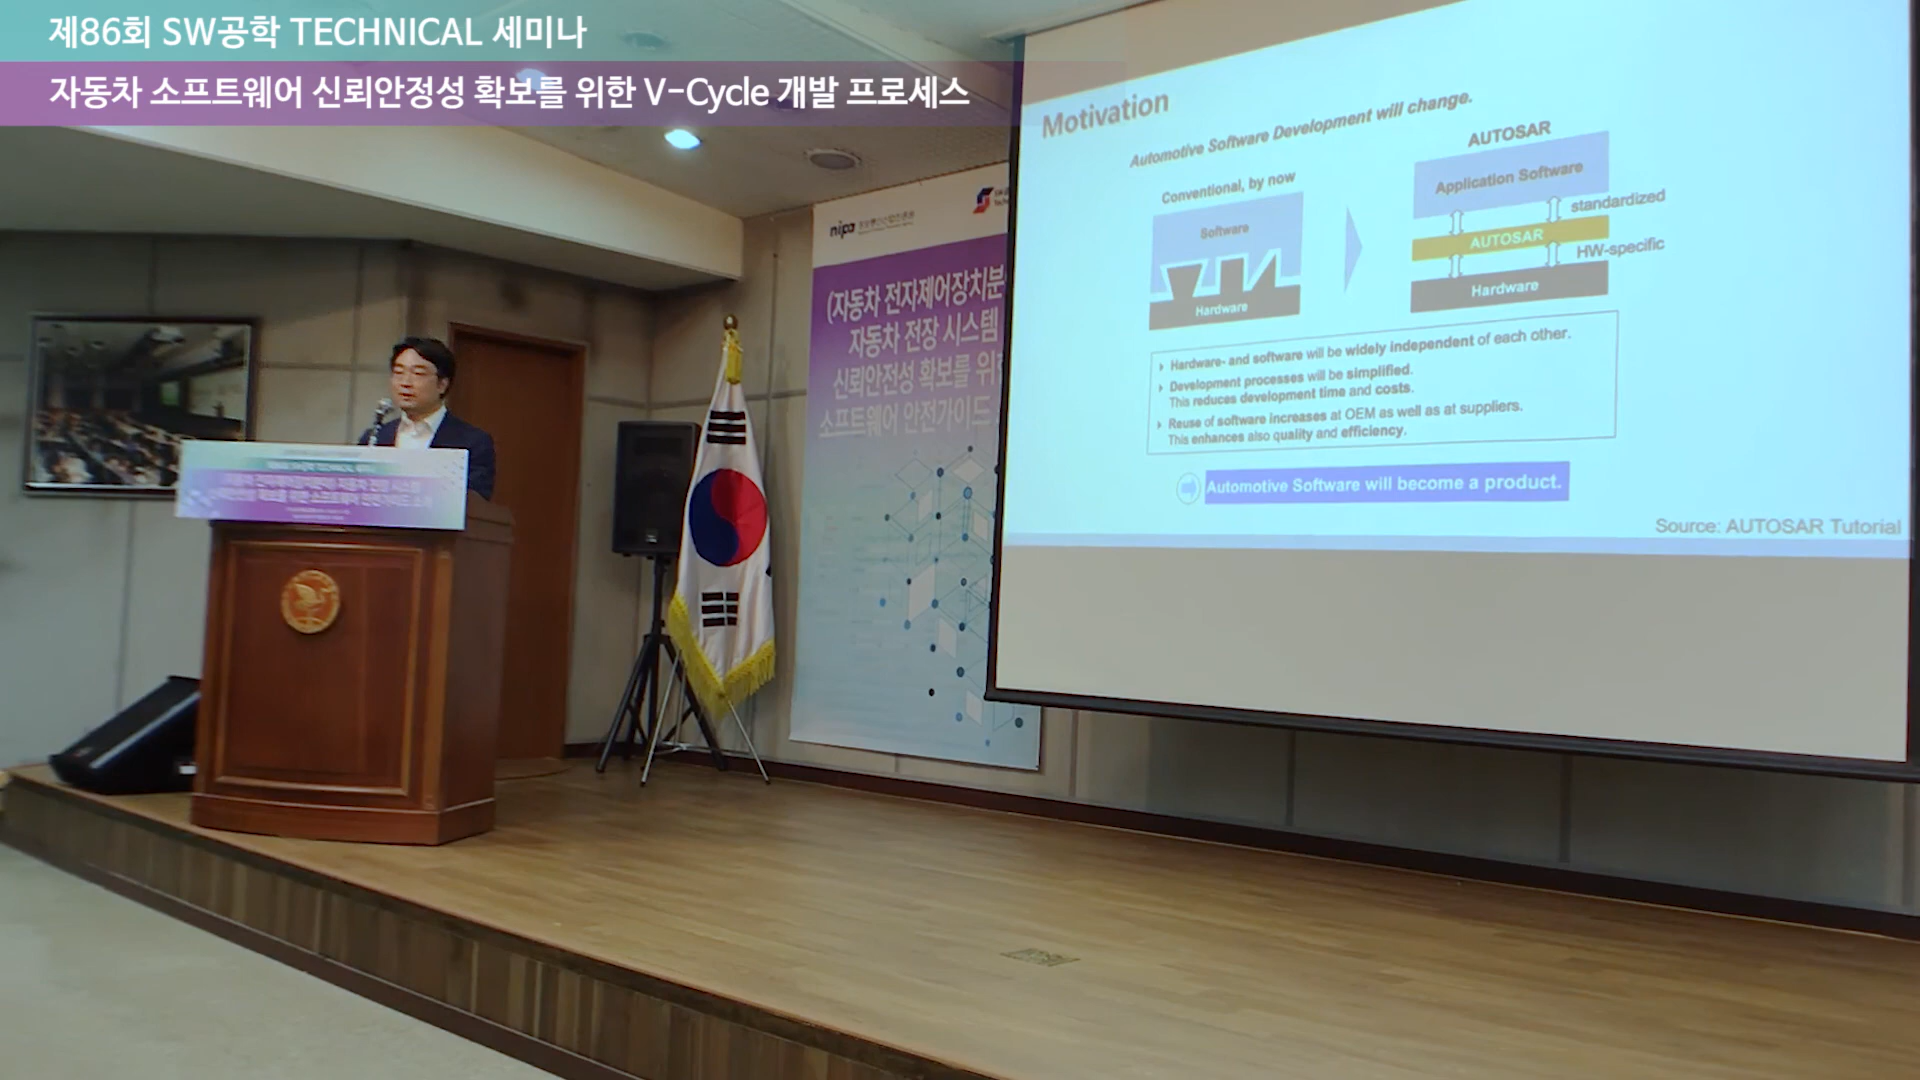 제86회 SW공학 TECHNICAL 세미나
자동차 소프트웨어 신뢰안정성 확보를 위한 V-Cycle 개발 프로세스
Motivation
Automotive Software Development will change.
Conventional, by now
Software
Hardware
AUTOSAR
Application Software
standardized
AUTOSAR
HW-specific
Hardware
Hardware- and software will be widely independent of each other.
Development processes will be simplified.
This reduces development time and costs.
Reuse of software increases at OEM as well as at suppliers.
This enhances also quality and efficiency.
Automotive Software will become a product.
Source: AUTOSAR Tutorial
nipa
(자동차 전자제어장치분
자동차 전장 시스템
신뢰안전성 확보를 위한
소프트웨어 안전가이드